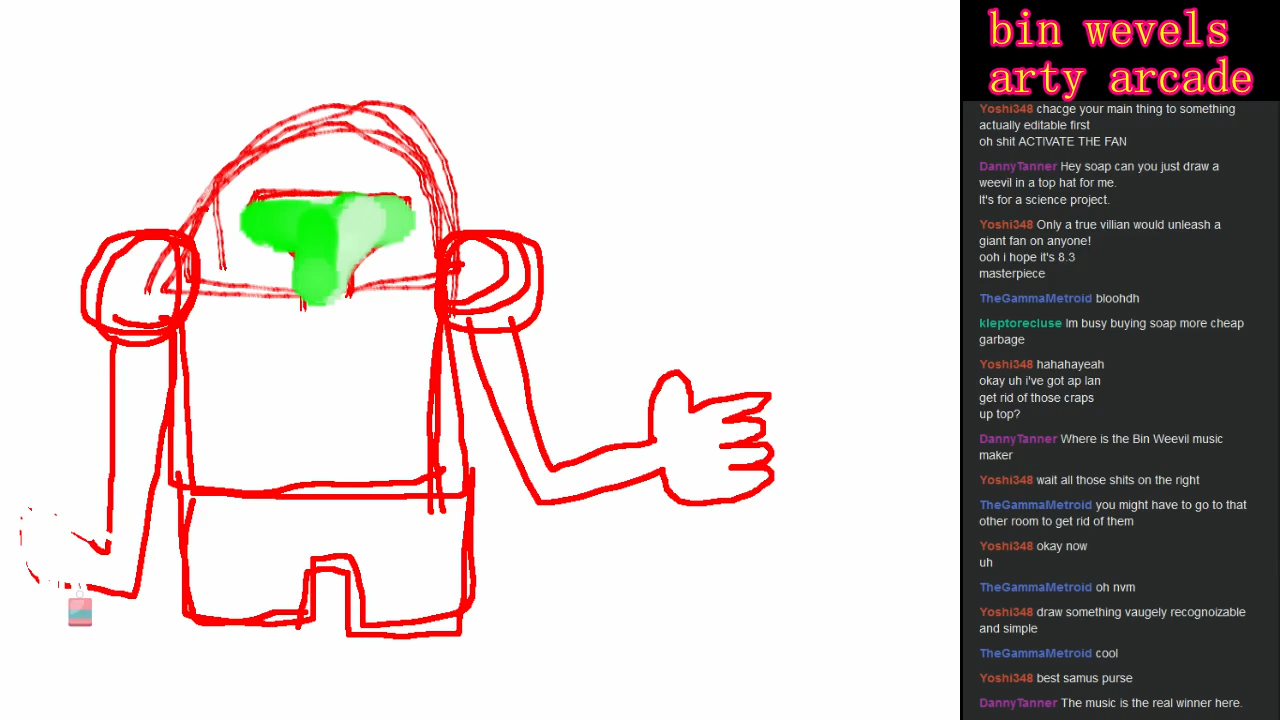 bin wevels
arty arcade
Yoshi348 chacge your main thing to something
actually editable first
oh shit ACTIVATE THE FAN
DannyTanner Hey soap can you just draw a
weevil in a top hat for me.
It's for a science project.
Yoshi348 Only a true villian would unleash a
giant fan on anyone!
ooh i hope it's 8.3
masterpiece
TheGammaMetroid bloohdh
kleptorecluse Im busy buying soap more cheap
garbage
Yoshi348 hahahayeah
okay uh i've got ap lan
get rid of those craps
up top?
DannyTanner Where is the Bin Weevil music
maker
Yoshi348 wait all those shits on the right
TheGammaMetroid you might have to go to that
other room to get rid of them
Yoshi348 okay now
uh
TheGammaMetroid oh nvm
Yoshi348 draw something vaugely recognoizable
and simple
TheGammaMetroid cool
Yoshi348 best samus purse
DannyTanner The music is the real winner here.